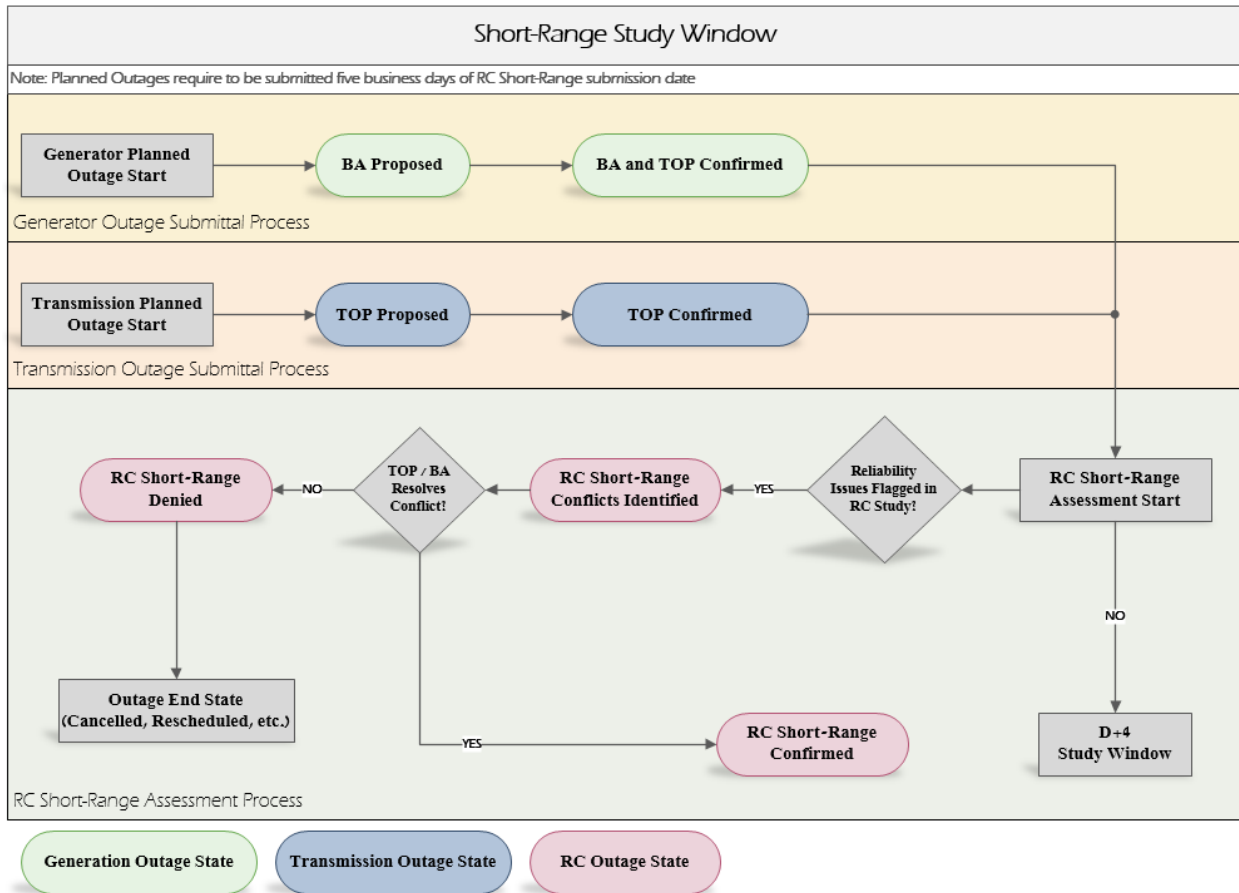 Short-Range Study Window
Note: Planned Outages require to be submitted five business days of RC Short-Range submission date
Generator Planned
Outage Start
BA Proposed
BA and TOP Confirmed
Generator Outage Submittal Process
Transmission Planned
Outage Start
TOP Proposed
TOP Confirmed
Transmission Outage Submittal Process
RC Short-Range
Denied
NO
TOP / BA
Resolves
Conflict!
RC Short-Range
Conflicts Identified
YES
Reliability
Issues Flagged in
RC Study!
RC Short-Range
Assessment Start
NO
Outage End State
(Cancelled, Rescheduled, etc.)
YES
RC Short-Range
Confirmed
D+4
Study Window
RC Short-Range Assessment Process
Generation Outage State
Transmission Outage State
RC Outage State